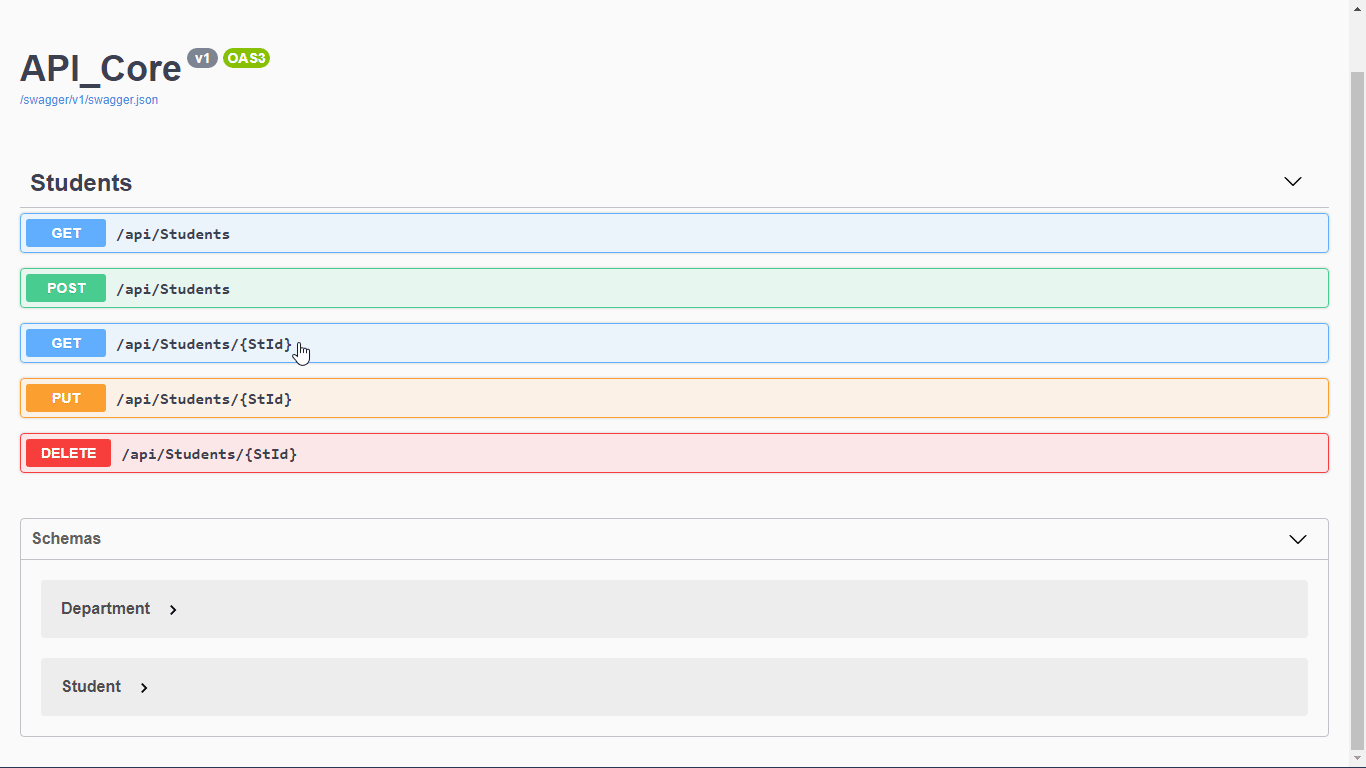 API_Core v1 OAS3
/swagger/v1/swagger.json
Students
GET /api/Students
POST /api/Students
GET /api/Students/{StId}
PUT /api/Students/{StId}
DELETE /api/Students/{StId}
Schemas
Department
Student